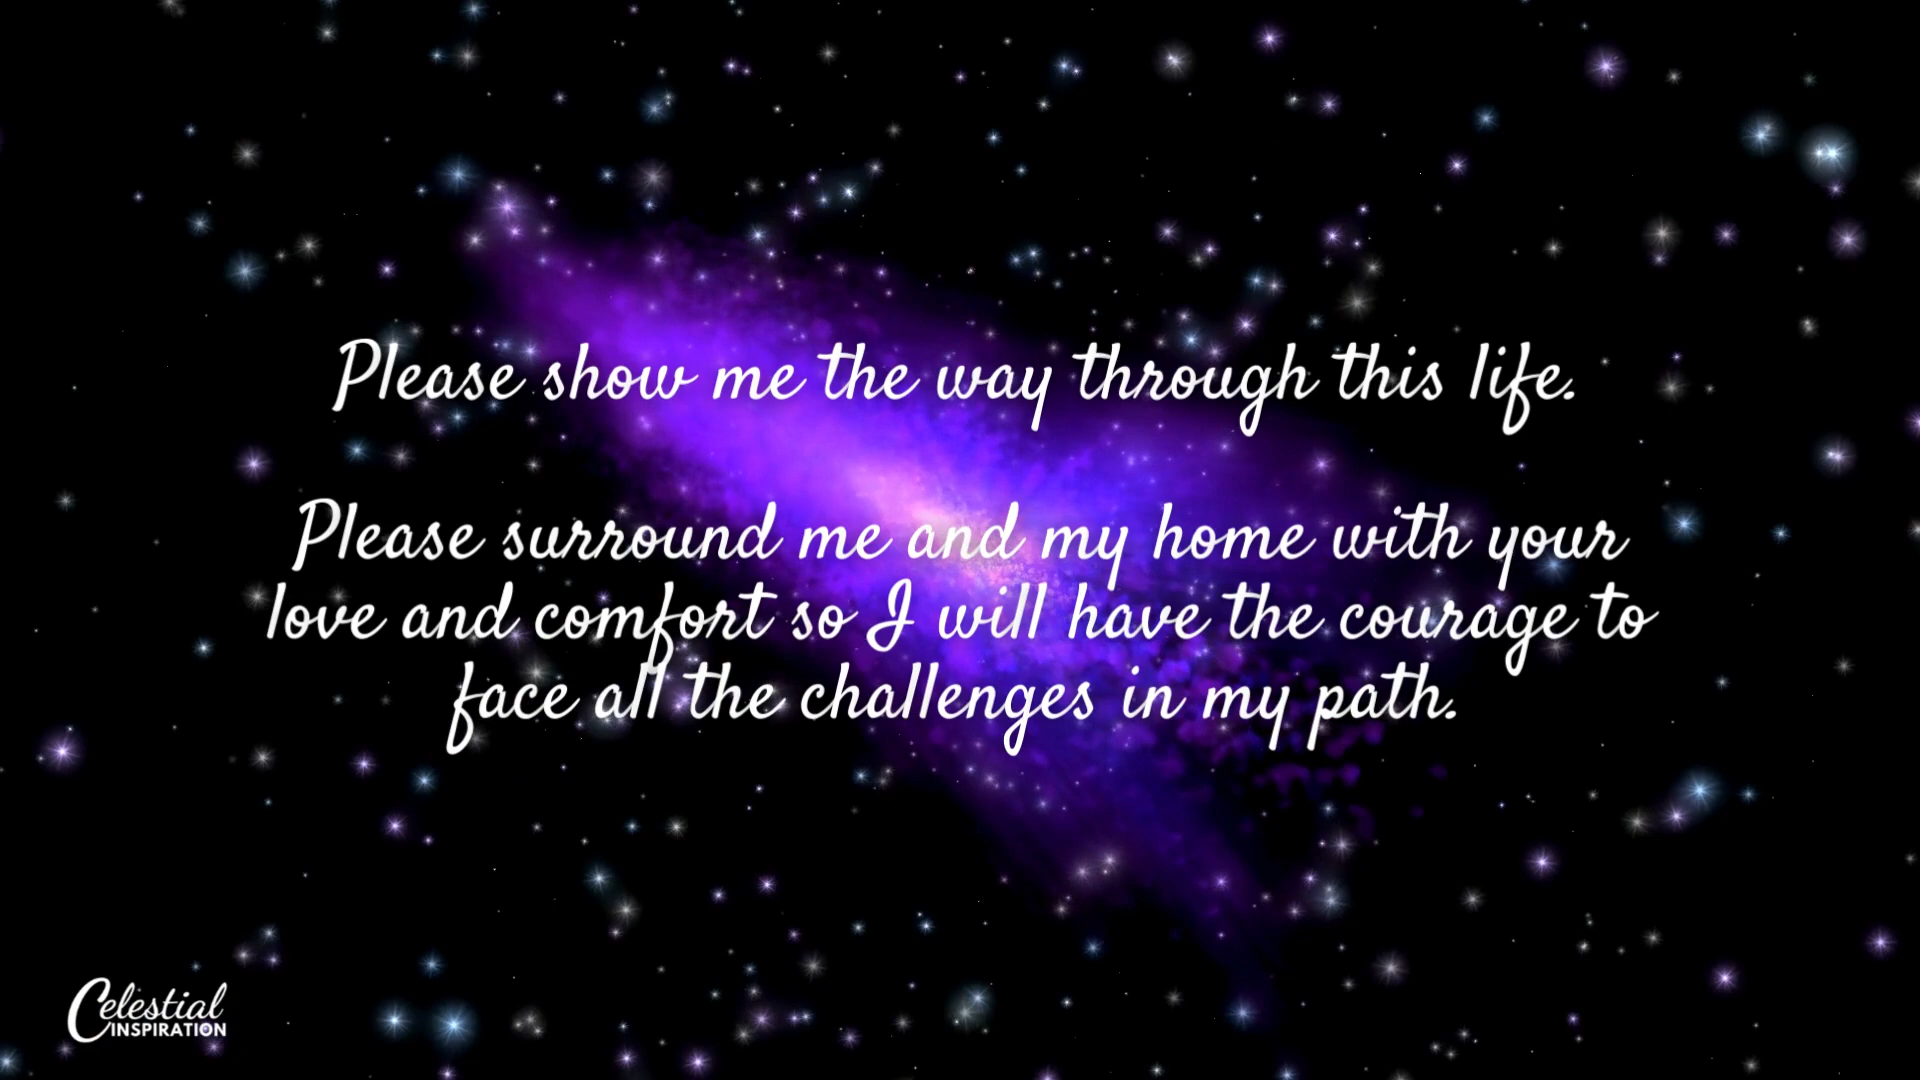 Please show me the way through this life.
Please surround me and my home with your
love and comfort so I will have the courage to
face all the challenges in my path.
Celestial
INSPIRATION